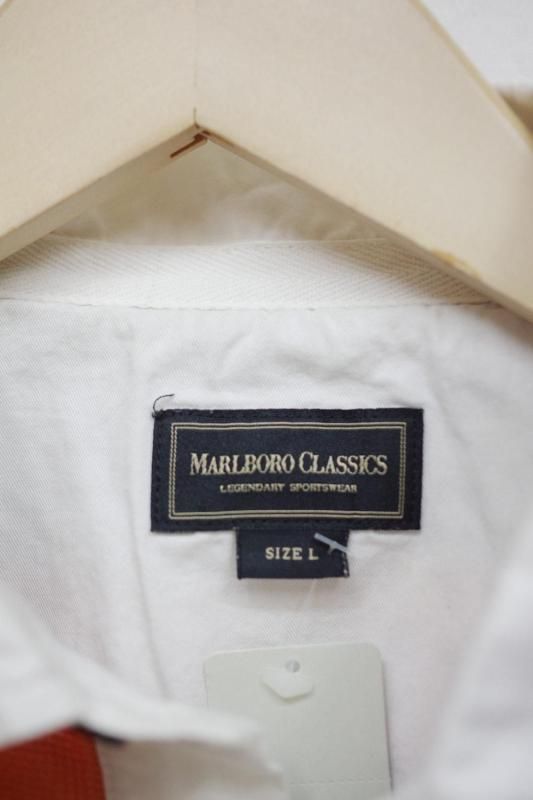 MARLBORO CLASSICS
LEGENDARY SPORTSWEAR
SIZE L